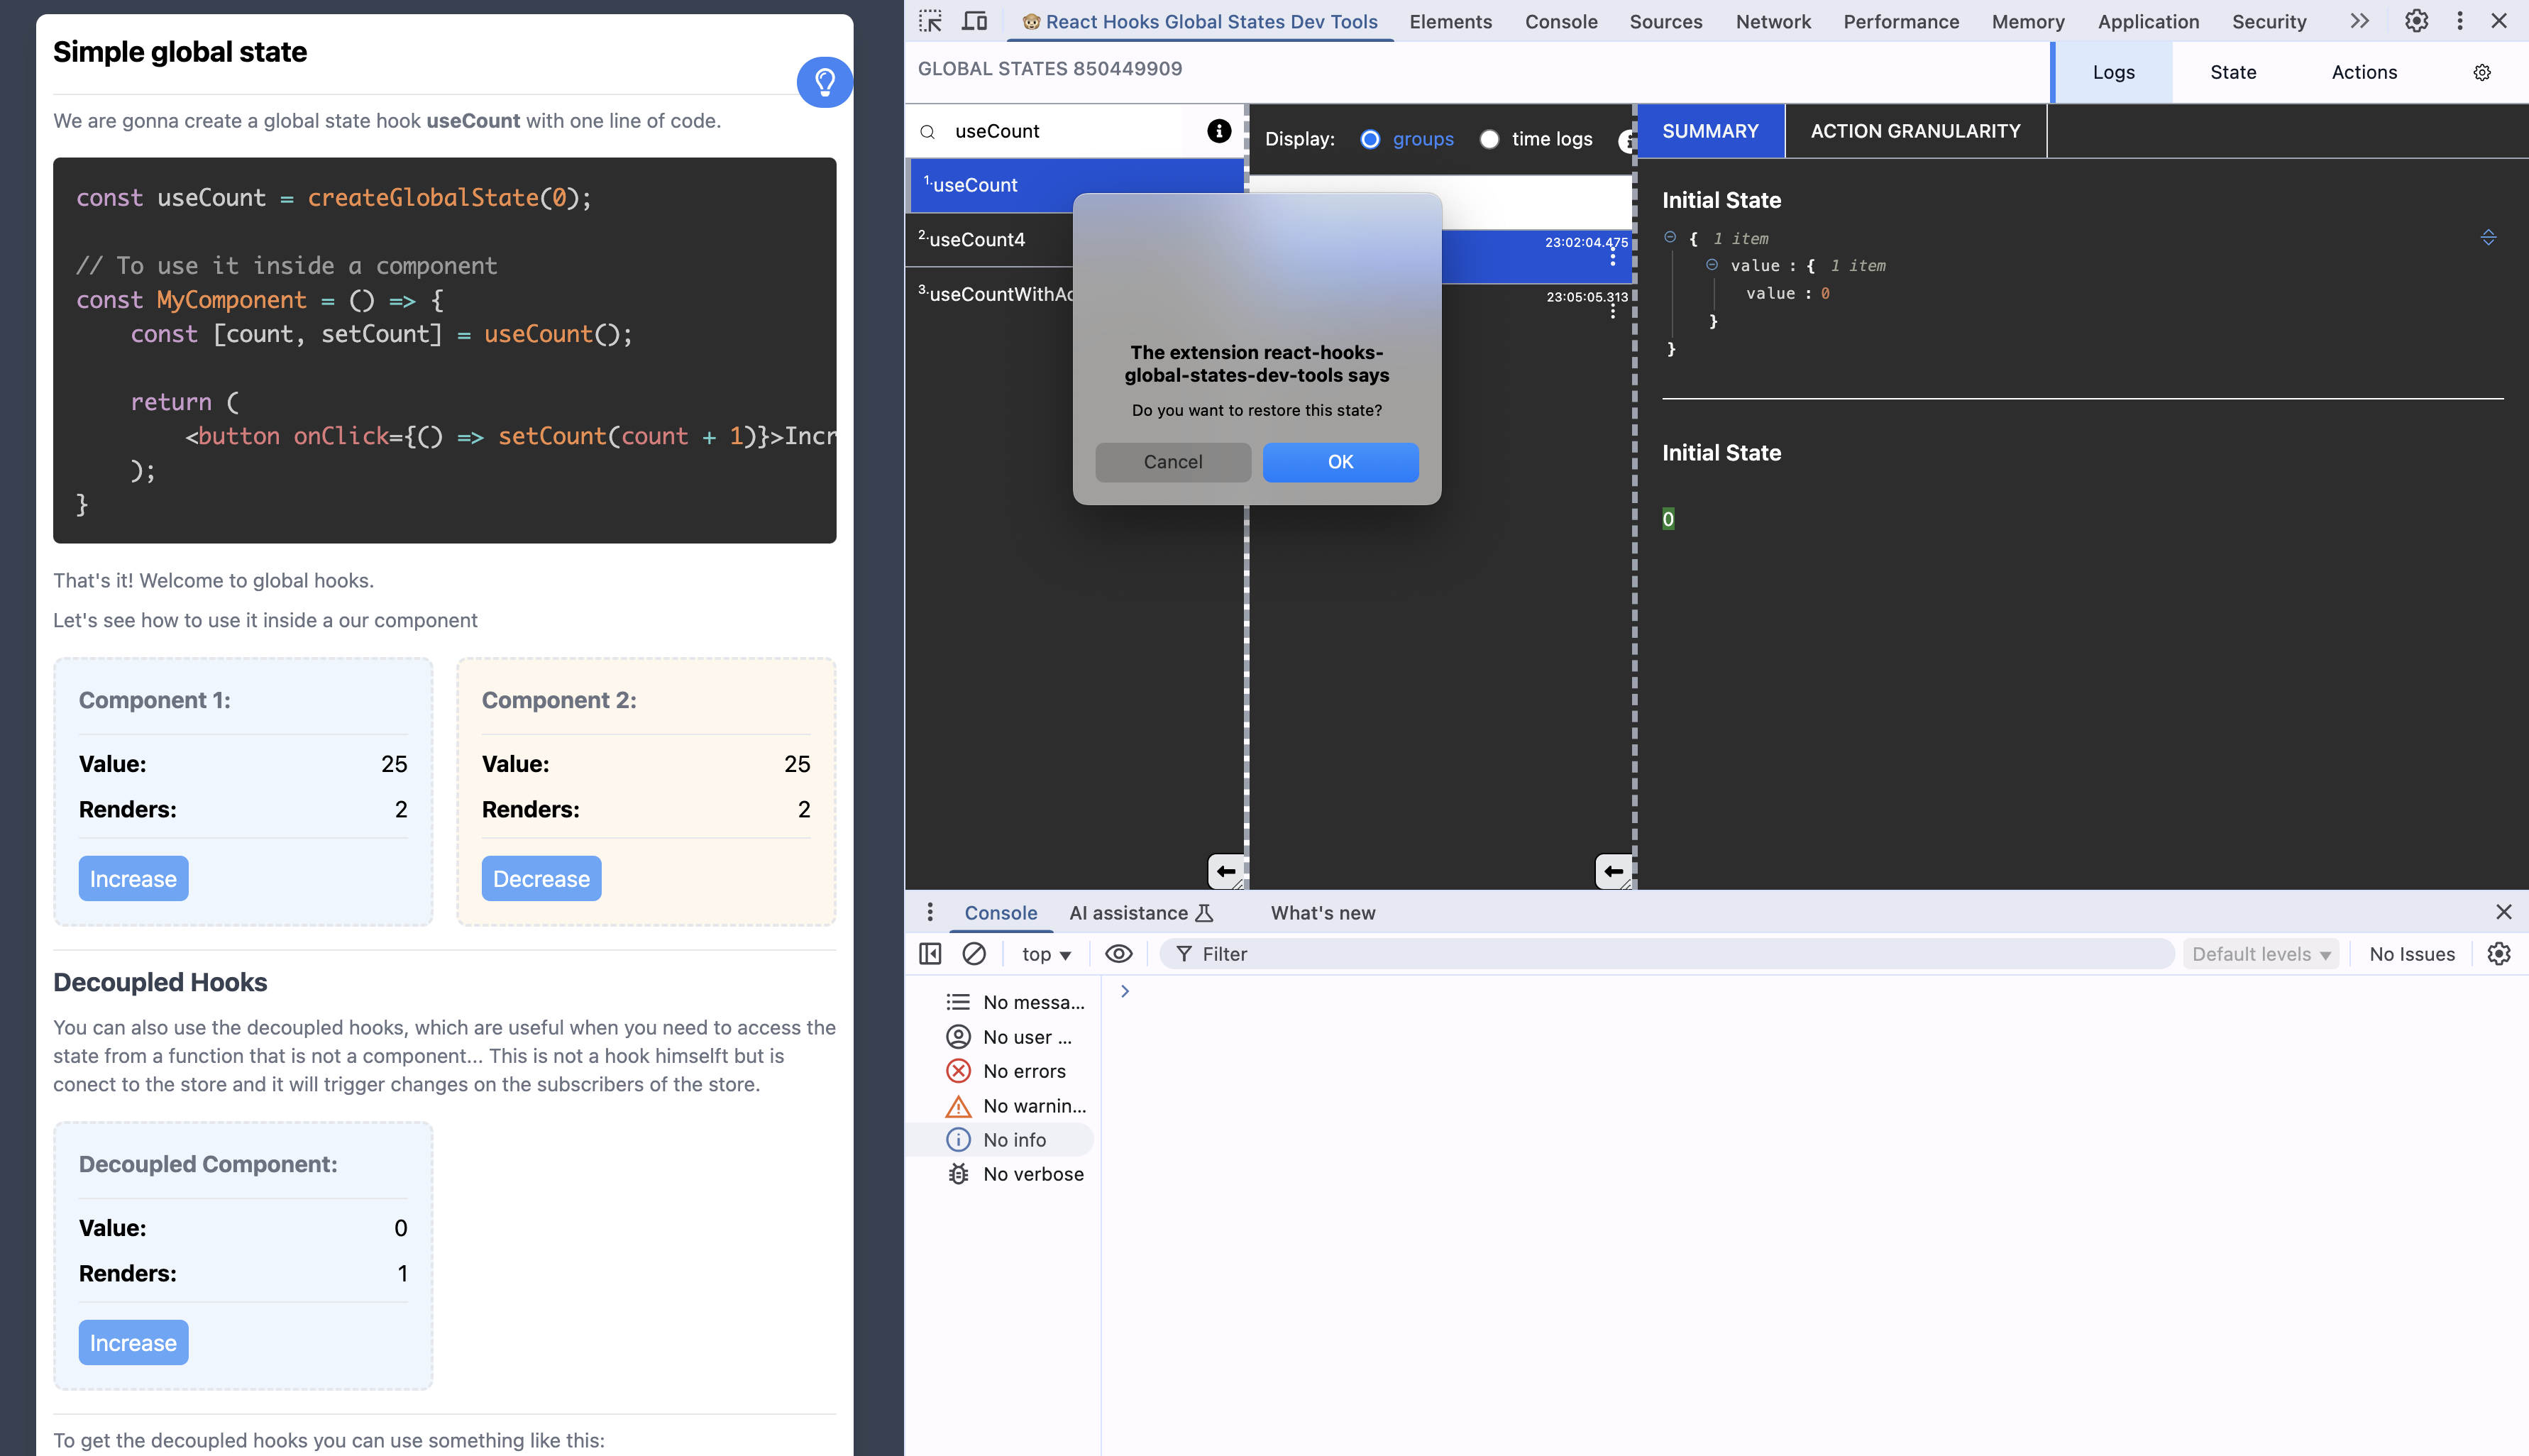 Simple global state
We are gonna create a global state hook useCount with one line of code.
const useCount = createGlobalState(0);
// To use it inside a component
const MyComponent = () => {
const [count, setCount] = useCount();
return (
<button onClick={() => setCount(count + 1)}>Incr
);
}
That's it! Welcome to global hooks.
Let's see how to use it inside a our component
Component 1:
Value: 25
Renders: 2
Increase
Component 2:
Value: 25
Renders: 2
Decrease
Decoupled Hooks
You can also use the decoupled hooks, which are useful when you need to access the
state from a function that is not a component... This is not a hook himselft but is
conect to the store and it will trigger changes on the subscribers of the store.
Decoupled Component:
Value: 0
Renders: 1
Increase
To get the decoupled hooks you can use something like this:
React Hooks Global States Dev Tools Elements Console Sources Network Performance Memory Application Security
GLOBAL STATES 850449909
Logs State Actions
useCount
1.useCount
2.useCount4
3.useCountWithAc
Display: groups time logs
23:02:04.475
23:05:05.313
The extension react-hooks-
global-states-dev-tools says
Do you want to restore this state?
Cancel OK
SUMMARY ACTION GRANULARITY
Initial State
{ 1 item
value : { 1 item
value : 0
}
}
Initial State
0
Console AI assistance What's new
top Filter Default levels No Issues
No messa...
No user ...
No errors
No warnin...
No info
No verbose